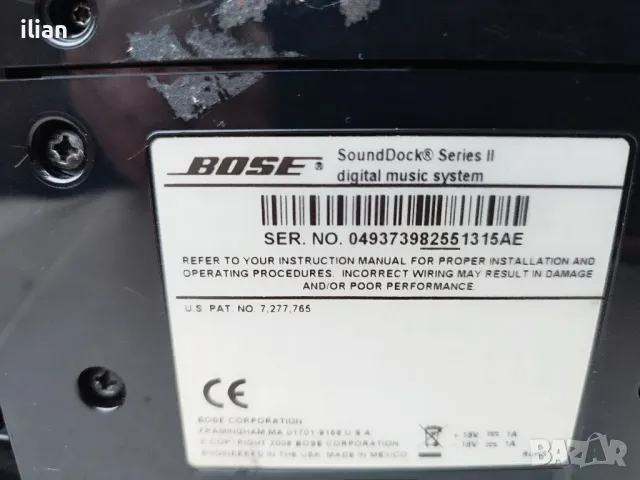 ilian
BOSE® SoundDock® Series II
digital music system
SER. NO. 049373982551315AE
REFER TO YOUR INSTRUCTION MANUAL FOR PROPER INSTALLATION AND
OPERATING PROCEDURES. INCORRECT WIRING MAY RESULT IN DAMAGE
AND/OR POOR PERFORMANCE.
U.S. PAT. NO. 7,277,765
CE
BOSE CORPORATION
FRAMINGHAM, MA 01701-9168 U.S.A.
© COPYRIGHT 2008 BOSE CORPORATION
ENGINEERED IN THE USA. MADE IN MEXICO
+ 18V ⎓ 1A
- 18V ⎓ 1A
BAZAR